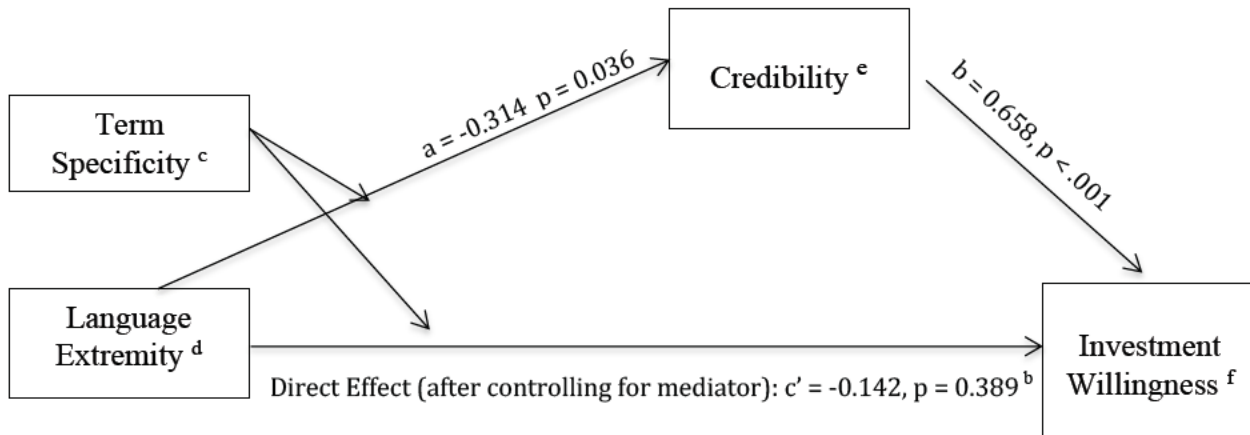 Term
Specificity c
Language
Extremity d
a = -0.314 p = 0.036
Credibility e
b = 0.658, p < .001
Direct Effect (after controlling for mediator): c’ = -0.142, p = 0.389 b
Investment
Willingness f